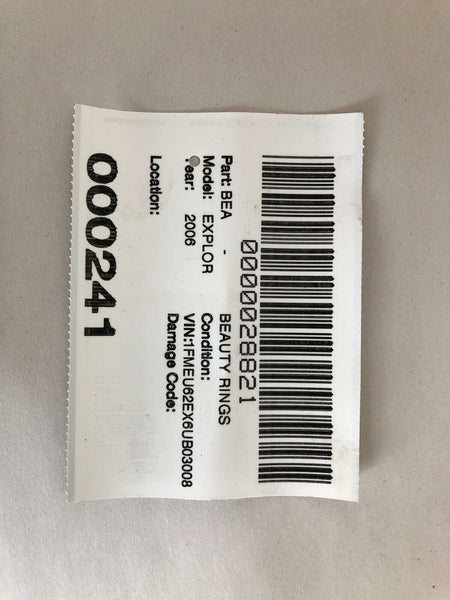 0000028821
Part: BEA - BEAUTY RINGS
Model: EXPLOR Condition:
Year: 2006 VIN:1FMEU62EX6UB03008
Damage Code:
Location:
000241